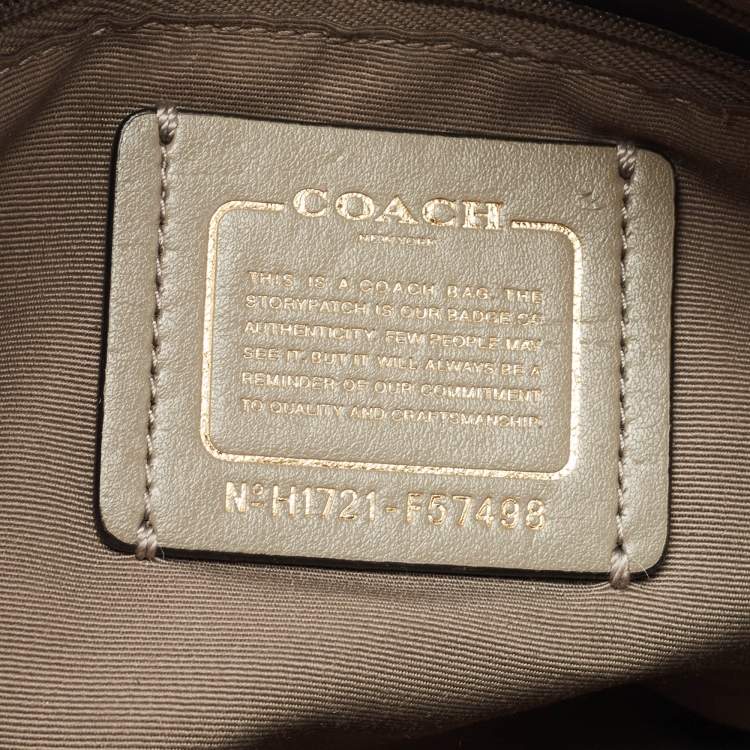 COACH
NEW YORK
THIS IS A COACH BAG. THE
STORYPATCH IS OUR BADGE OF
AUTHENTICITY. FEW PEOPLE MAY
SEE IT, BUT IT WILL ALWAYS BE A
REMINDER OF OUR COMMITMENT
TO QUALITY AND CRAFTSMANSHIP.
Nº H1721-F57498